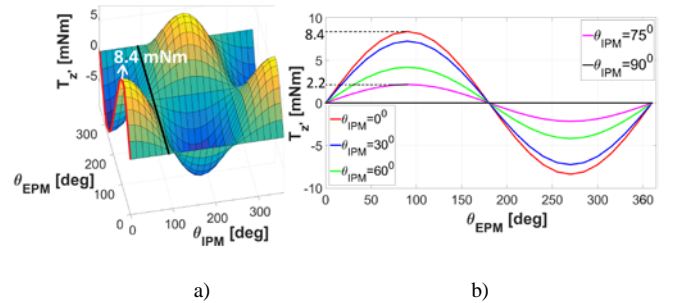 5
0
-5
T_z', [mNm]
8.4 mNm
300
200
100
0
θ_EPM [deg]
0
100
200
300
θ_IPM [deg]
a)
10
8.4
5
2.2
0
-5
-10
T_z', [mNm]
θ_IPM=75⁰
θ_IPM=90⁰
θ_IPM=0⁰
θ_IPM=30⁰
θ_IPM=60⁰
0 50 100 150 200 250 300 360
θ_EPM [deg]
b)